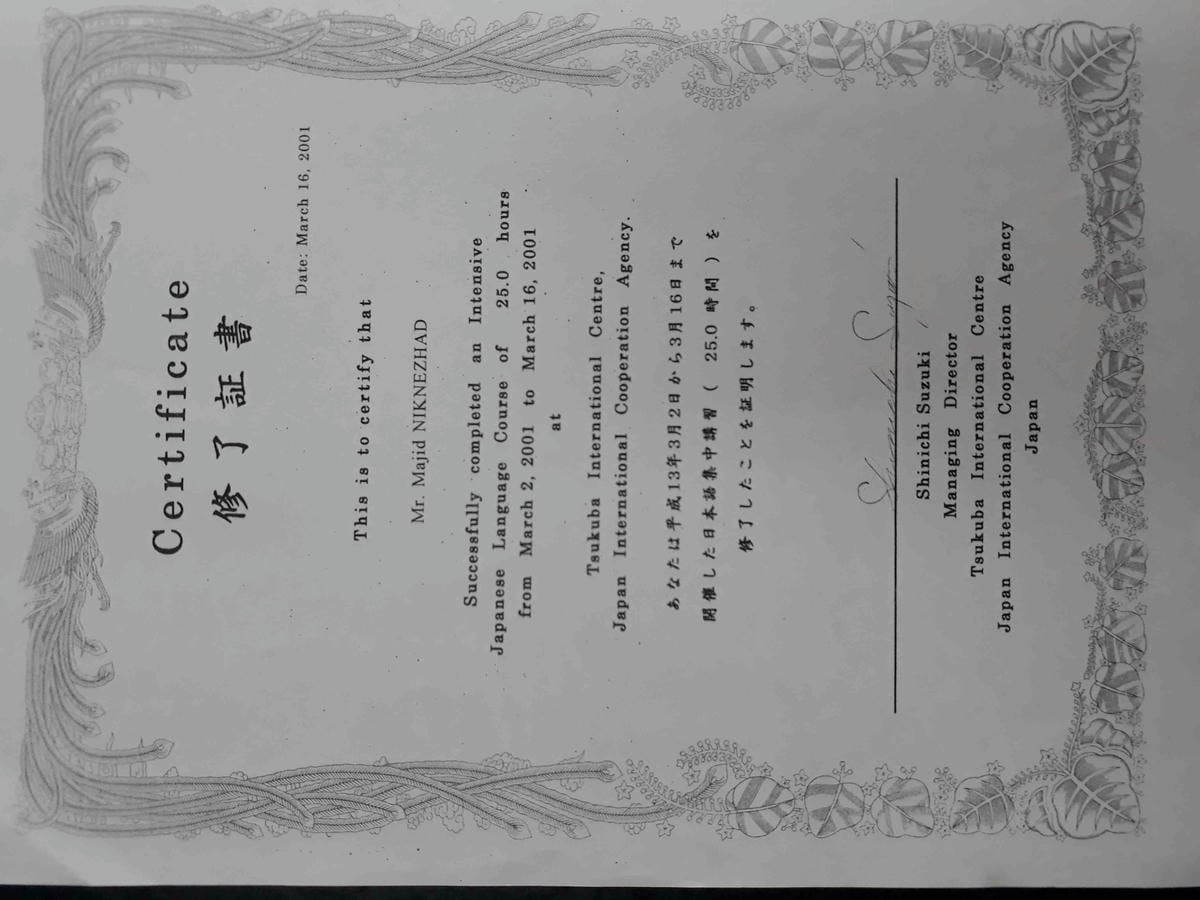 Certificate
修了証書
Date: March 16, 2001
This is to certify that
Mr. Majid NIKNEZHAD
Successfully completed an Intensive
Japanese Language Course of 25.0 hours
from March 2, 2001 to March 16, 2001
at
Tsukuba International Centre,
Japan International Cooperation Agency.
あなたは平成13年3月2日から3月16日まで
開催した日本語集中講習( 25.0 時間)を
修了したことを証明します。
Shinichi Suzuki
Shinichi Suzuki
Managing Director
Tsukuba International Centre
Japan International Cooperation Agency
Japan